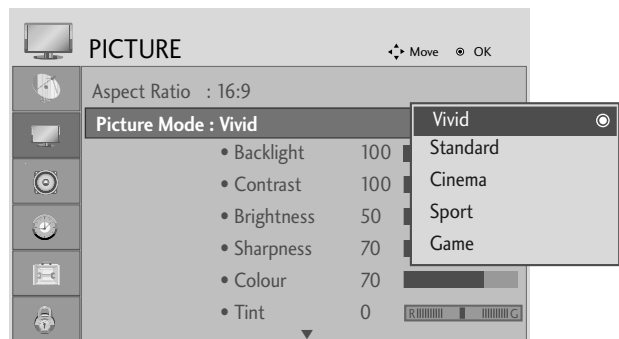 PICTURE Move OK
Aspect Ratio : 16:9
Picture Mode : Vivid
• Backlight 100
• Contrast 100
• Brightness 50
• Sharpness 70
• Colour 70
• Tint 0 R G
Vivid
Standard
Cinema
Sport
Game